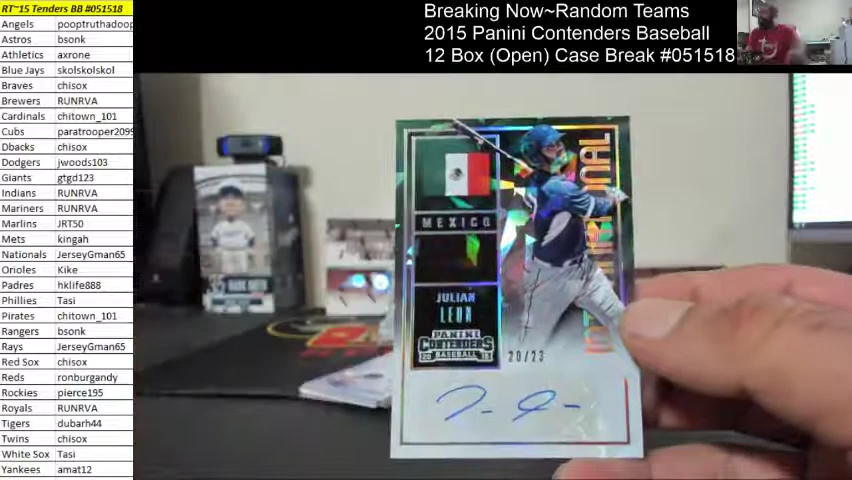 RT~15 Tenders BB #051518
Angels pooptruthadoop
Astros bsonk
Athletics axrone
Blue Jays skolskolskol
Braves chisox
Brewers RUNRVA
Cardinals chitown_101
Cubs paratrooper2099
Dbacks chisox
Dodgers jwoods103
Giants gtgd123
Indians RUNRVA
Mariners RUNRVA
Marlins JRT50
Mets kingah
Nationals JerseyGman65
Orioles Kike
Padres hklife888
Phillies Tasi
Pirates chitown_101
Rangers bsonk
Rays JerseyGman65
Red Sox chisox
Reds ronburgandy
Rockies pierce195
Royals RUNRVA
Tigers dubarh44
Twins chisox
White Sox Tasi
Yankees amat12
Breaking Now~Random Teams
2015 Panini Contenders Baseball
12 Box (Open) Case Break #051518
MEXICO
JULIAN
LEON
PANINI
CONTENDERS
20 BASEBALL 15
20/23
INTERNATIONAL